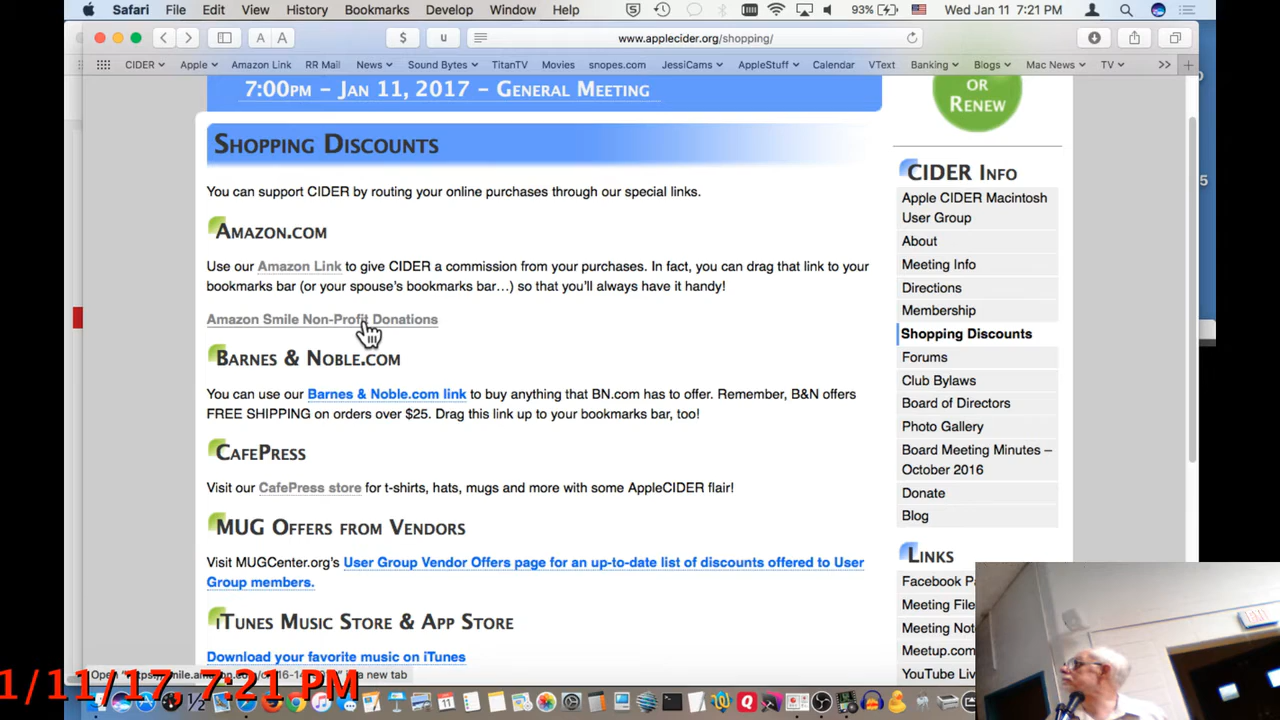 Safari File Edit View History Bookmarks Develop Window Help 93% Wed Jan 11 7:21 PM
A A $ u www.applecider.org/shopping/
CIDER Apple Amazon Link RR Mail News Sound Bytes TitanTV Movies snopes.com JessiCams AppleStuff Calendar VText Banking Blogs Mac News TV >> +
7:00pm – Jan 11, 2017 – General Meeting
or
Renew
Shopping Discounts
You can support CIDER by routing your online purchases through our special links.
Amazon.com
Use our Amazon Link to give CIDER a commission from your purchases. In fact, you can drag that link to your
bookmarks bar (or your spouse's bookmarks bar…) so that you'll always have it handy!
Amazon Smile Non-Profit Donations
Barnes & Noble.com
You can use our Barnes & Noble.com link to buy anything that BN.com has to offer. Remember, B&N offers
FREE SHIPPING on orders over $25. Drag this link up to your bookmarks bar, too!
CafePress
Visit our CafePress store for t-shirts, hats, mugs and more with some AppleCIDER flair!
MUG Offers from Vendors
Visit MUGCenter.org's User Group Vendor Offers page for an up-to-date list of discounts offered to User
Group members.
iTunes Music Store & App Store
Download your favorite music on iTunes
CIDER Info
Apple CIDER Macintosh
User Group
About
Meeting Info
Directions
Membership
Shopping Discounts
Forums
Club Bylaws
Board of Directors
Photo Gallery
Board Meeting Minutes –
October 2016
Donate
Blog
Links
Facebook
Meeting File
Meeting Not
Meetup.com
YouTube Liv
a new tab
1/11/17 7:21 PM